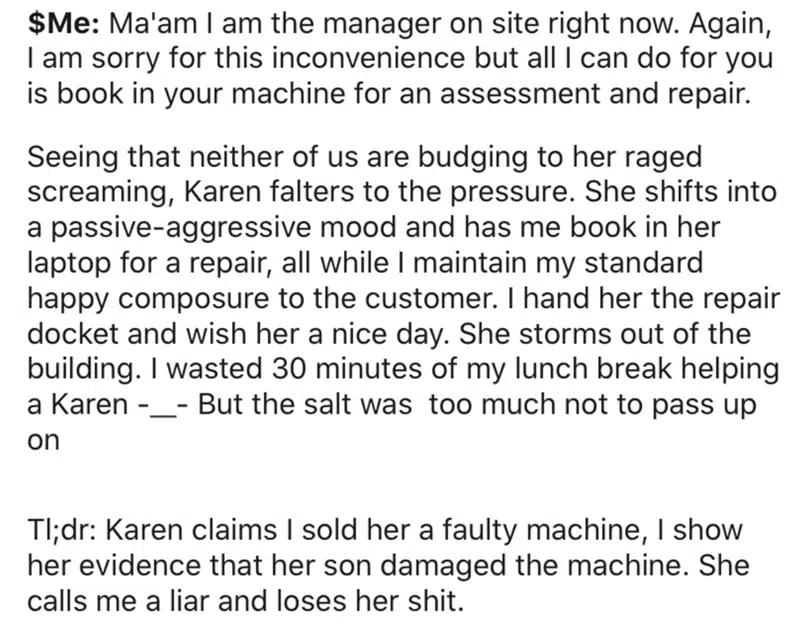 $Me: Ma'am I am the manager on site right now. Again,
I am sorry for this inconvenience but all I can do for you
is book in your machine for an assessment and repair.
Seeing that neither of us are budging to her raged
screaming, Karen falters to the pressure. She shifts into
a passive-aggressive mood and has me book in her
laptop for a repair, all while I maintain my standard
happy composure to the customer. I hand her the repair
docket and wish her a nice day. She storms out of the
building. I wasted 30 minutes of my lunch break helping
a Karen -__- But the salt was  too much not to pass up
on
Tl;dr: Karen claims I sold her a faulty machine, I show
her evidence that her son damaged the machine. She
calls me a liar and loses her shit.